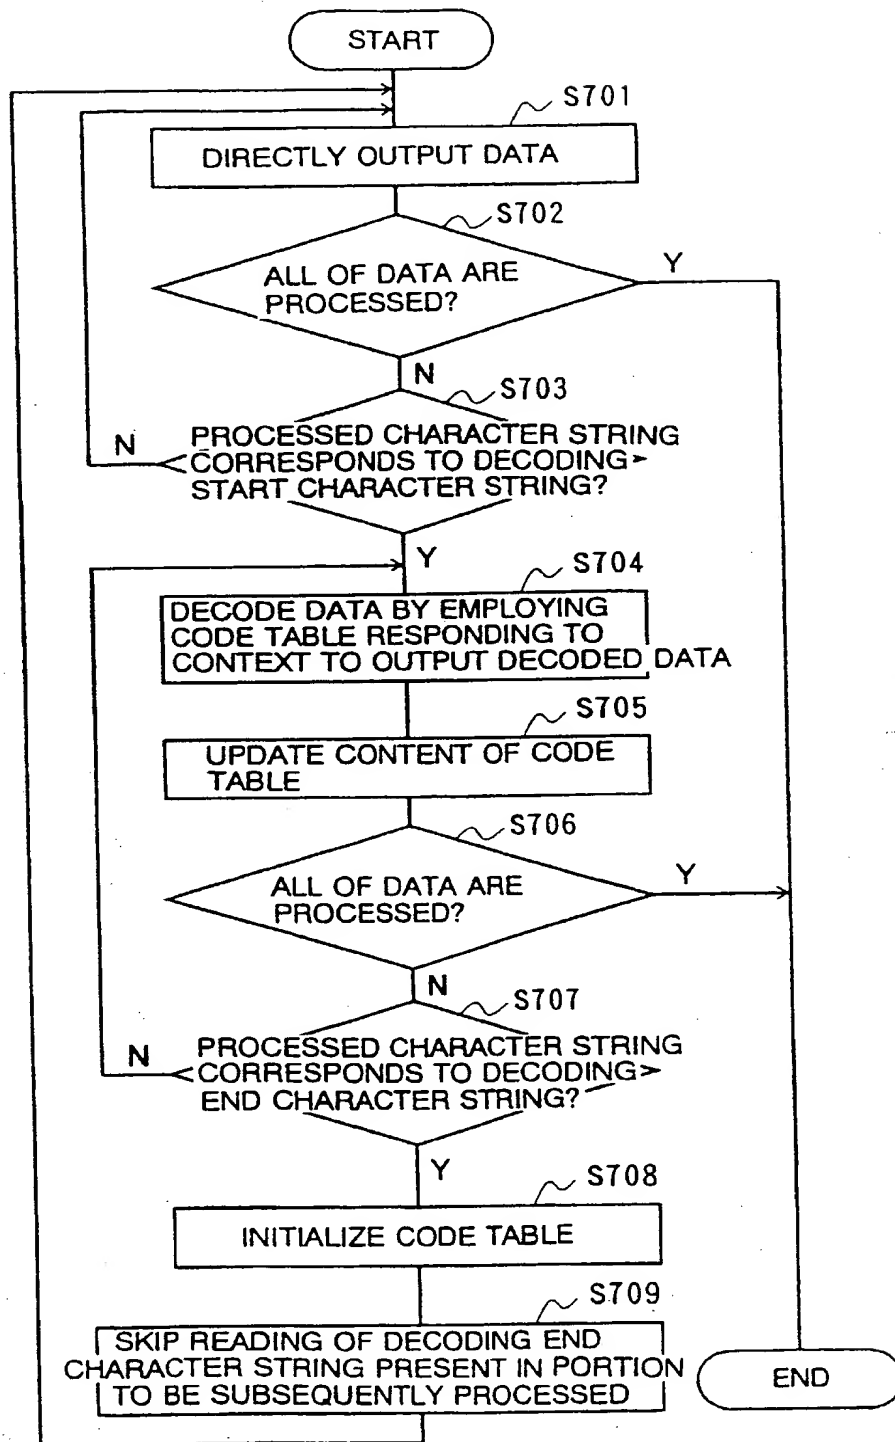 START
S701
DIRECTLY OUTPUT DATA
S702
ALL OF DATA ARE
PROCESSED?
Y
N
S703
PROCESSED CHARACTER STRING
CORRESPONDS TO DECODING
START CHARACTER STRING?
N
Y
S704
DECODE DATA BY EMPLOYING
CODE TABLE RESPONDING TO
CONTEXT TO OUTPUT DECODED DATA
S705
UPDATE CONTENT OF CODE
TABLE
S706
ALL OF DATA ARE
PROCESSED?
Y
N
S707
PROCESSED CHARACTER STRING
CORRESPONDS TO DECODING
END CHARACTER STRING?
N
Y
S708
INITIALIZE CODE TABLE
S709
SKIP READING OF DECODING END
CHARACTER STRING PRESENT IN PORTION
TO BE SUBSEQUENTLY PROCESSED
END